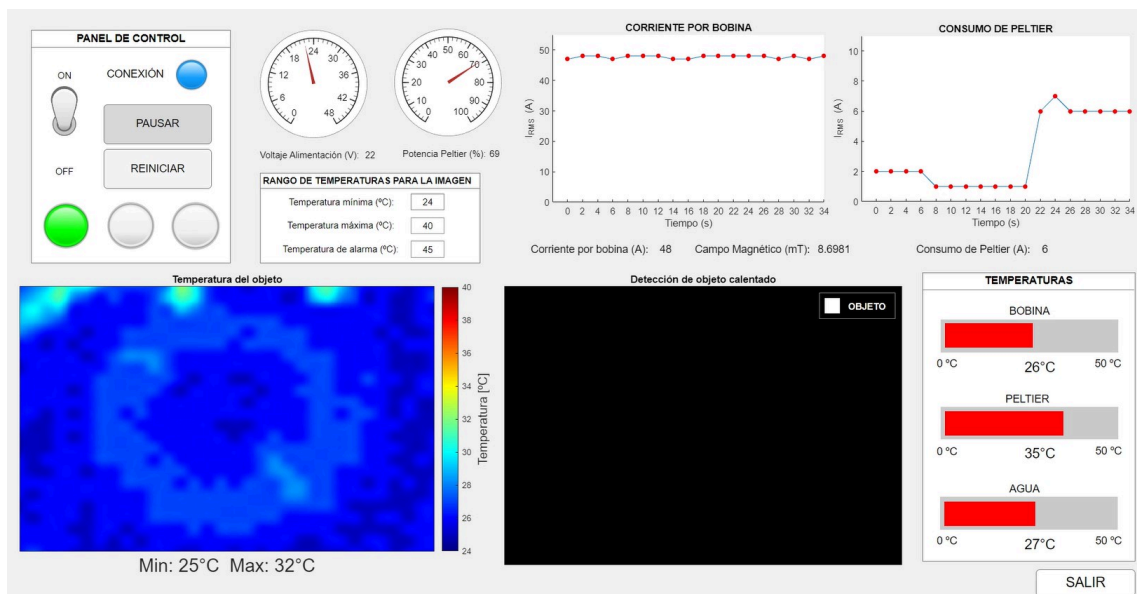 PANEL DE CONTROL
ON
CONEXIÓN
PAUSAR
OFF
REINICIAR
0 6 12 18 24 30 36 42 48
Voltaje Alimentación (V): 22
0 10 20 30 40 50 60 70 80 90 100
Potencia Peltier (%): 69
RANGO DE TEMPERATURAS PARA LA IMAGEN
Temperatura mínima (ºC): 24
Temperatura máxima (ºC): 40
Temperatura de alarma (ºC): 45
CORRIENTE POR BOBINA
I_RMS (A)
50
40
30
20
10
0
0 2 4 6 8 10 12 14 16 18 20 22 24 26 28 30 32 34
Tiempo (s)
Corriente por bobina (A): 48 Campo Magnético (mT): 8.6981
CONSUMO DE PELTIER
I_RMS (A)
10
8
6
4
2
0
0 2 4 6 8 10 12 14 16 18 20 22 24 26 28 30 32 34
Tiempo (s)
Consumo de Peltier (A): 6
Temperatura del objeto
40
38
36
34
32
30
28
26
24
Temperatura [ºC]
Min: 25°C Max: 32°C
Detección de objeto calentado
OBJETO
TEMPERATURAS
BOBINA
0 ºC 26°C 50 ºC
PELTIER
0 ºC 35°C 50 ºC
AGUA
0 ºC 27°C 50 ºC
SALIR